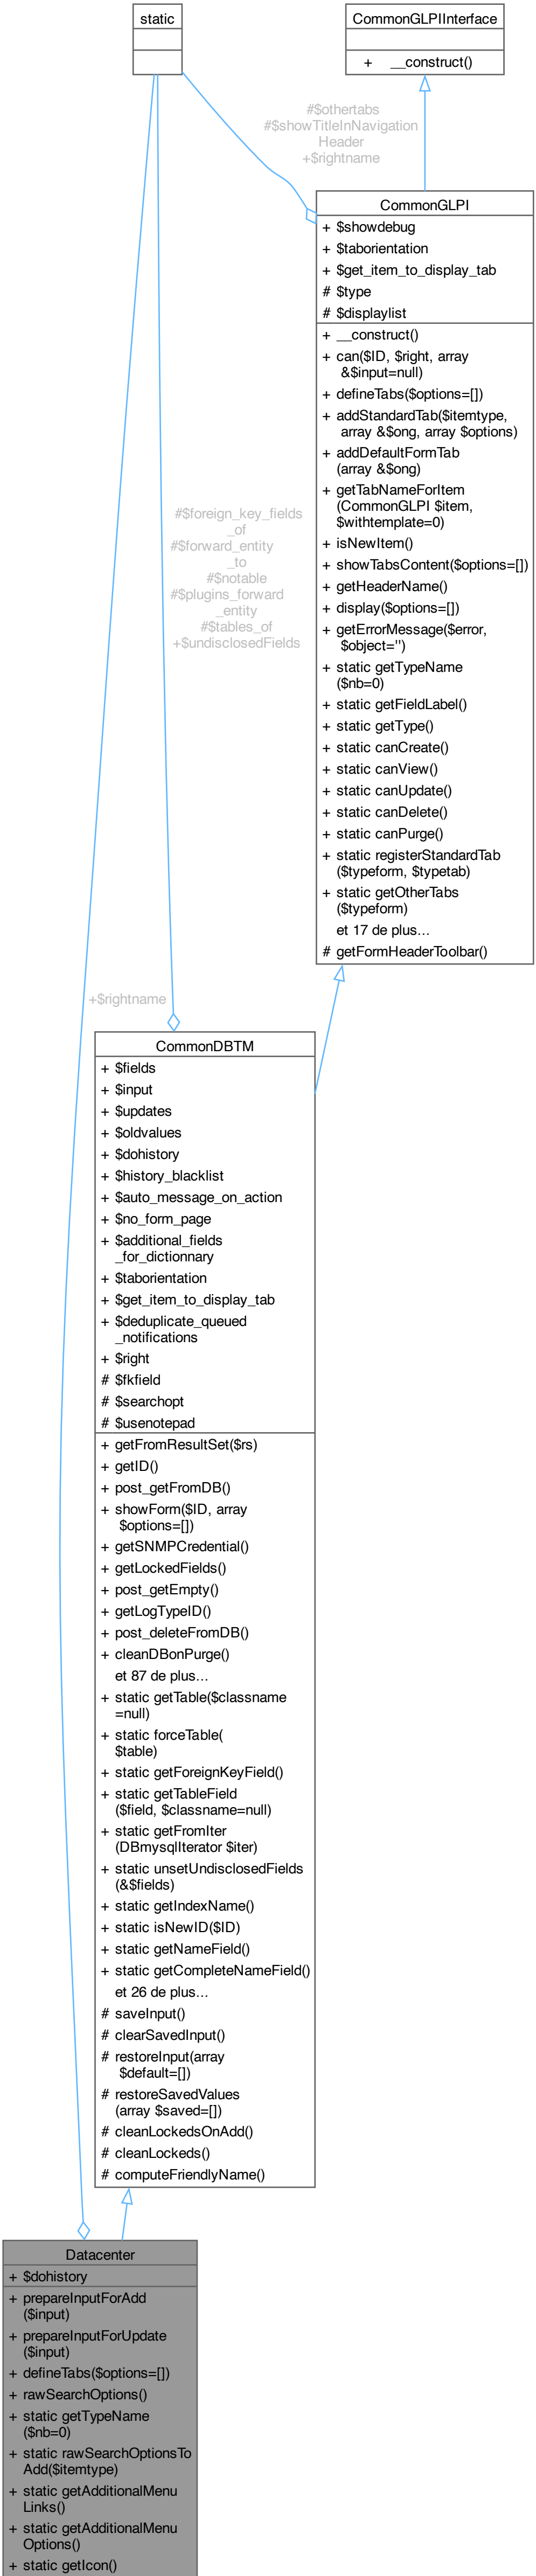 static
CommonGLPIInterface
+ __construct()
#$othertabs
#$showTitleInNavigation
Header
+$rightname
CommonGLPI
+ $showdebug
+ $taborientation
+ $get_item_to_display_tab
# $type
# $displaylist
+ __construct()
+ can($ID, $right, array
&$input=null)
+ defineTabs($options=[])
+ addStandardTab($itemtype,
array &$ong, array $options)
+ addDefaultFormTab
(array &$ong)
+ getTabNameForItem
(CommonGLPI $item,
$withtemplate=0)
+ isNewItem()
+ showTabsContent($options=[])
+ getHeaderName()
+ display($options=[])
+ getErrorMessage($error,
$object='')
+ static getTypeName
($nb=0)
+ static getFieldLabel()
+ static getType()
+ static canCreate()
+ static canView()
+ static canUpdate()
+ static canDelete()
+ static canPurge()
+ static registerStandardTab
($typeform, $typetab)
+ static getOtherTabs
($typeform)
et 17 de plus...
# getFormHeaderToolbar()
#$foreign_key_fields
_of
#$forward_entity
_to
#$notable
#$plugins_forward
_entity
#$tables_of
+$undisclosedFields
+$rightname
CommonDBTM
+ $fields
+ $input
+ $updates
+ $oldvalues
+ $dohistory
+ $history_blacklist
+ $auto_message_on_action
+ $no_form_page
+ $additional_fields
_for_dictionnary
+ $taborientation
+ $get_item_to_display_tab
+ $deduplicate_queued
_notifications
+ $right
# $fkfield
# $searchopt
# $usenotepad
+ getFromResultSet($rs)
+ getID()
+ post_getFromDB()
+ showForm($ID, array
$options=[])
+ getSNMPCredential()
+ getLockedFields()
+ post_getEmpty()
+ getLogTypeID()
+ post_deleteFromDB()
+ cleanDBonPurge()
et 87 de plus...
+ static getTable($classname
=null)
+ static forceTable(
$table)
+ static getForeignKeyField()
+ static getTableField
($field, $classname=null)
+ static getFromIter
(DBmysqlIterator $iter)
+ static unsetUndisclosedFields
(&$fields)
+ static getIndexName()
+ static isNewID($ID)
+ static getNameField()
+ static getCompleteNameField()
et 26 de plus...
# saveInput()
# clearSavedInput()
# restoreInput(array
$default=[])
# restoreSavedValues
(array $saved=[])
# cleanLockedsOnAdd()
# cleanLockeds()
# computeFriendlyName()
Datacenter
+ $dohistory
+ prepareInputForAdd
($input)
+ prepareInputForUpdate
($input)
+ defineTabs($options=[])
+ rawSearchOptions()
+ static getTypeName
($nb=0)
+ static rawSearchOptionsTo
Add($itemtype)
+ static getAdditionalMenu
Links()
+ static getAdditionalMenu
Options()
+ static getIcon()